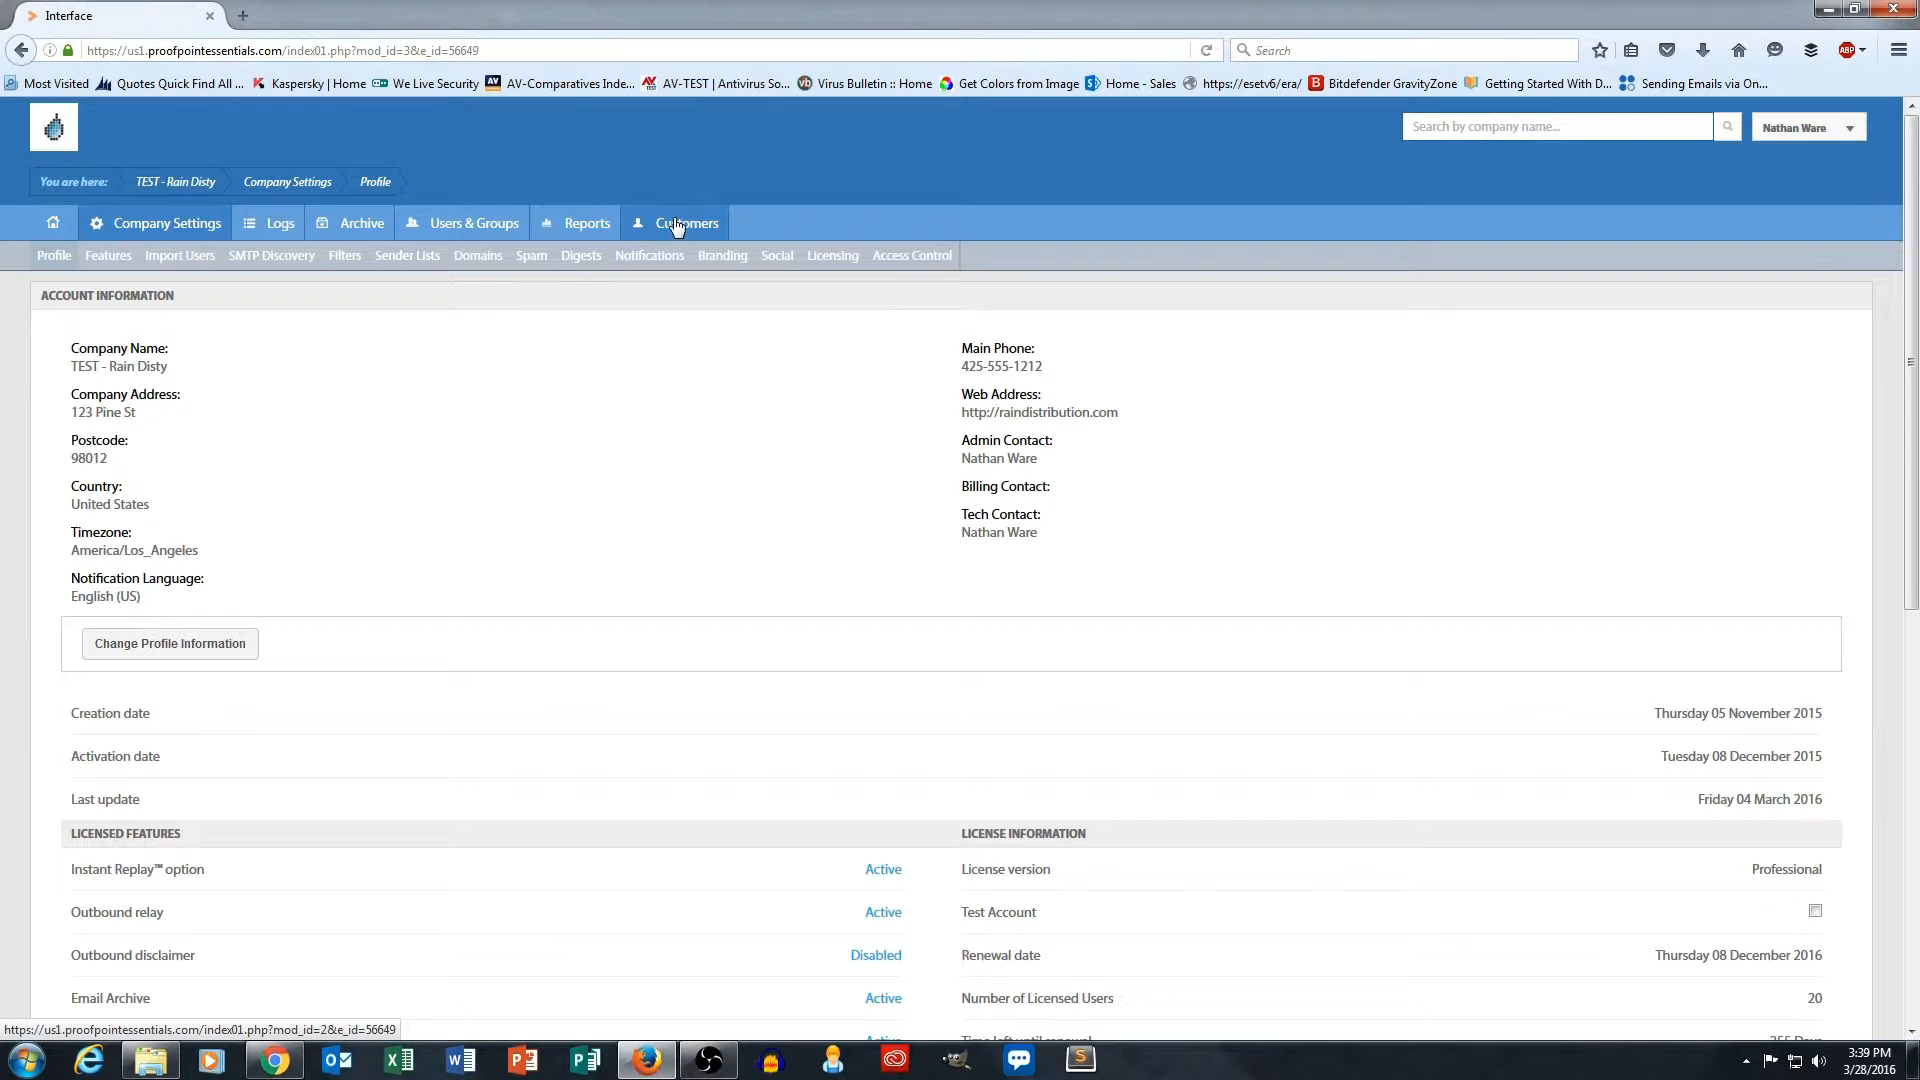 Interface
https://us1.proofpointessentials.com/index01.php?mod_id=3&e_id=56649
Search
Most Visited Quotes Quick Find All ... Kaspersky | Home We Live Security AV-Comparatives Inde... AV-TEST | Antivirus So... Virus Bulletin :: Home Get Colors from Image Home - Sales https://esetv6/era/ Bitdefender GravityZone Getting Started With D... Sending Emails via On...
Search by company name... Nathan Ware
You are here: TEST - Rain Disty Company Settings Profile
Company Settings Logs Archive Users & Groups Reports Customers
Profile Features Import Users SMTP Discovery Filters Sender Lists Domains Spam Digests Notifications Branding Social Licensing Access Control
ACCOUNT INFORMATION
Company Name:
TEST - Rain Disty
Company Address:
123 Pine St
Postcode:
98012
Country:
United States
Timezone:
America/Los_Angeles
Notification Language:
English (US)
Main Phone:
425-555-1212
Web Address:
http://raindistribution.com
Admin Contact:
Nathan Ware
Billing Contact:
Tech Contact:
Nathan Ware
Change Profile Information
Creation date Thursday 05 November 2015
Activation date Tuesday 08 December 2015
Last update Friday 04 March 2016
LICENSED FEATURES
Instant Replay™ option Active
Outbound relay Active
Outbound disclaimer Disabled
Email Archive Active
LICENSE INFORMATION
License version Professional
Test Account
Renewal date Thursday 08 December 2016
Number of Licensed Users 20
https://us1.proofpointessentials.com/index01.php?mod_id=2&e_id=56649
3:39 PM
3/28/2016